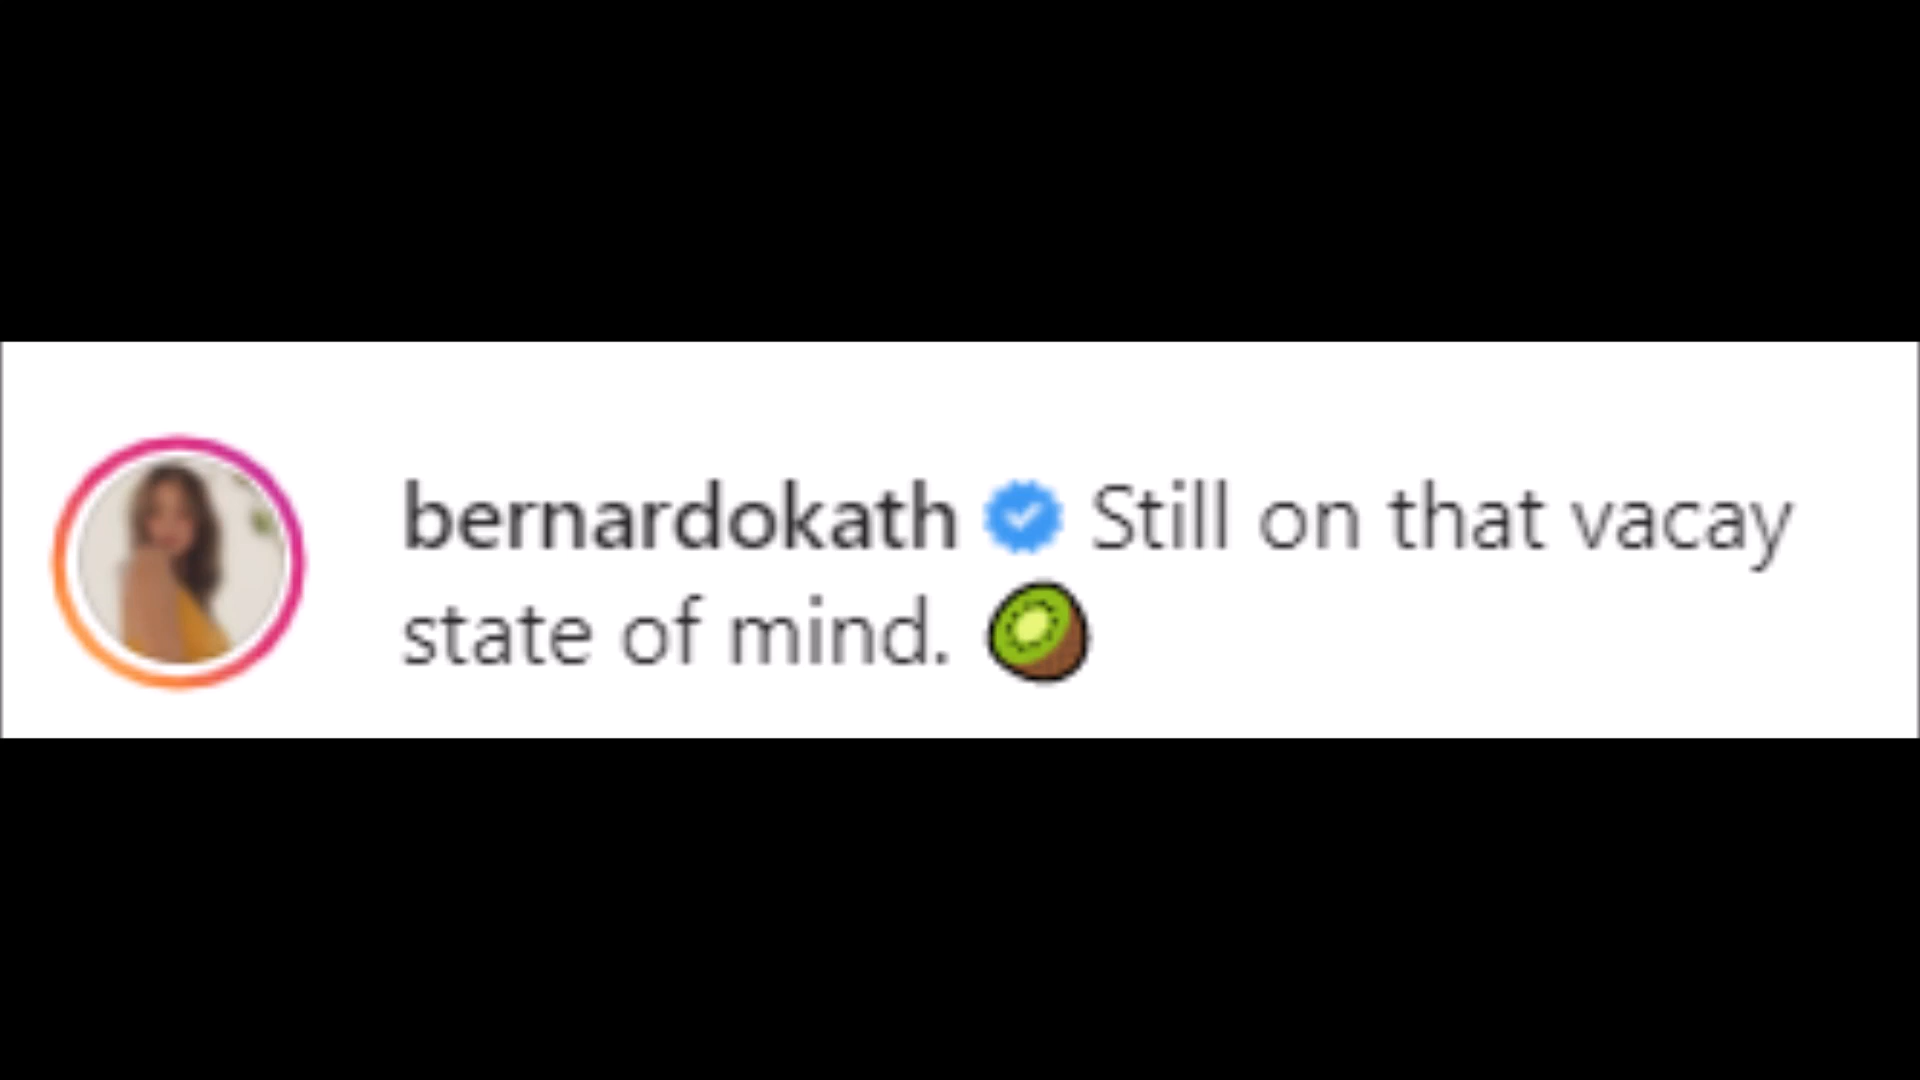 bernardokath Still on that vacay
state of mind. 🥝